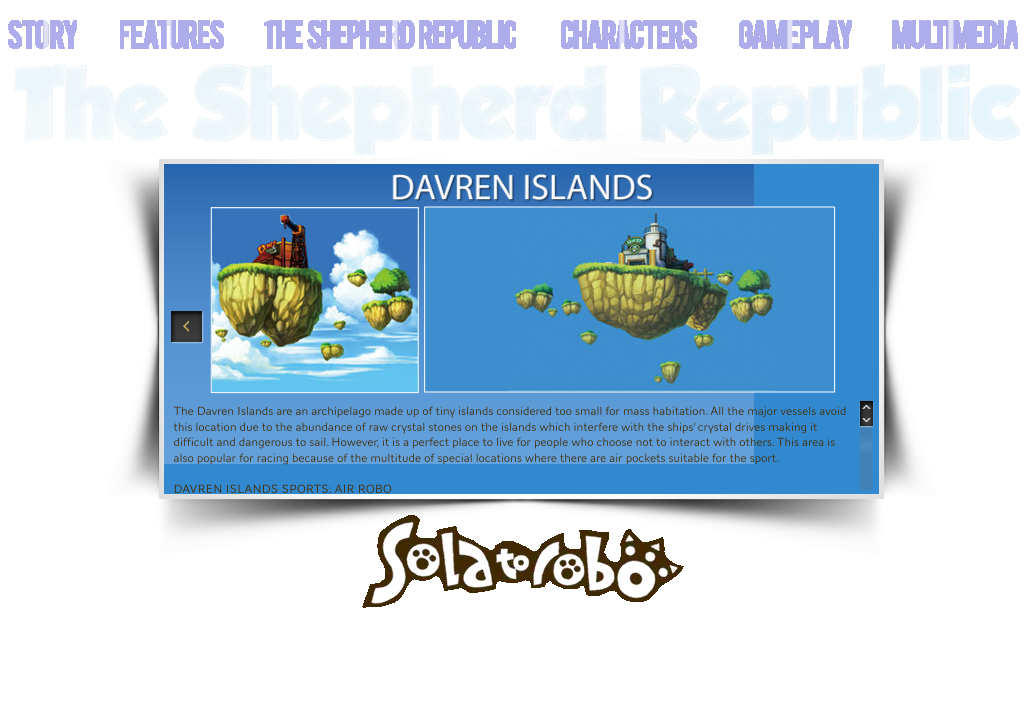 STORY FEATURES THE SHEPHERD REPUBLIC CHARACTERS GAMEPLAY MULTIMEDIA
The Shepherd Republic
DAVREN ISLANDS
The Davren Islands are an archipelago made up of tiny islands considered too small for mass habitation. All the major vessels avoid
this location due to the abundance of raw crystal stones on the islands which interfere with the ships' crystal drives making it
difficult and dangerous to sail. However, it is a perfect place to live for people who choose not to interact with others. This area is
also popular for racing because of the multitude of special locations where there are air pockets suitable for the sport.
DAVREN ISLANDS SPORTS: AIR ROBO
Solatorobo